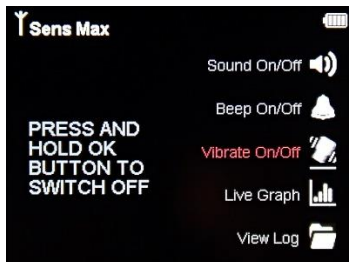 Sens Max
Sound On/Off
Beep On/Off
PRESS AND
HOLD OK
BUTTON TO
SWITCH OFF
Vibrate On/Off
Live Graph
View Log